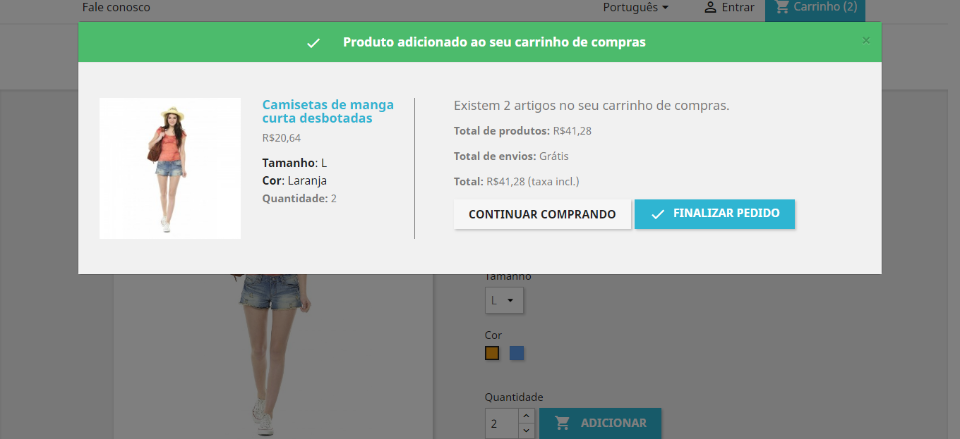 Fale conosco
Português
Entrar
Carrinho (2)
Produto adicionado ao seu carrinho de compras
×
Camisetas de manga
curta desbotadas
R$20,64
Tamanho: L
Cor: Laranja
Quantidade: 2
Existem 2 artigos no seu carrinho de compras.
Total de produtos: R$41,28
Total de envios: Grátis
Total: R$41,28 (taxa incl.)
CONTINUAR COMPRANDO
FINALIZAR PEDIDO
Tamanho
L
Cor
Quantidade
2
ADICIONAR